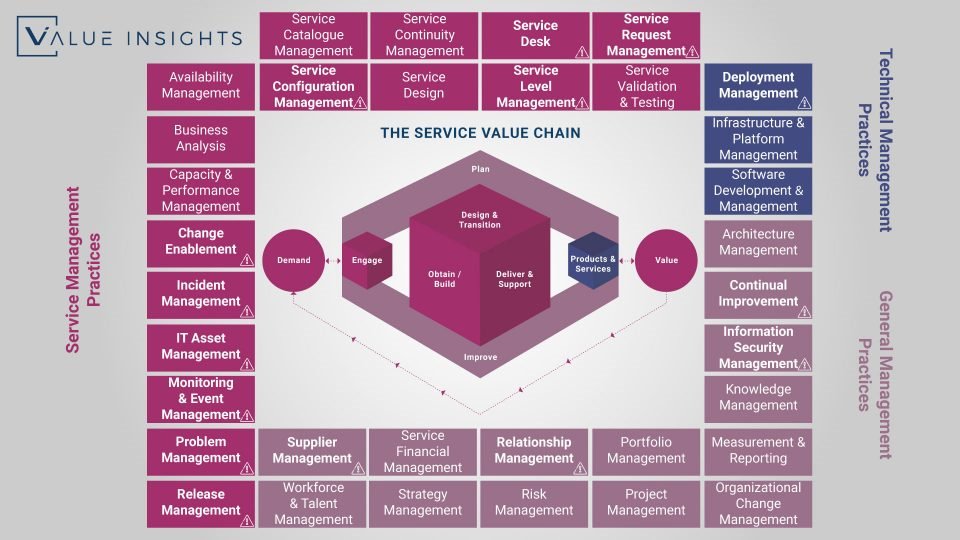 VALUE INSIGHTS
Service
Catalogue
Management
Service
Continuity
Management
Service
Desk
Service
Request
Management
Availability
Management
Service
Configuration
Management
Service
Design
Service
Level
Management
Service
Validation
& Testing
Deployment
Management
Business
Analysis
THE SERVICE VALUE CHAIN
Infrastructure &
Platform
Management
Capacity &
Performance
Management
Software
Development &
Management
Technical Management
Practices
Plan
Design &
Transition
Change
Enablement
Architecture
Management
Demand
Engage
Obtain /
Build
Deliver &
Support
Products &
Services
Value
Service Management
Practices
Incident
Management
Continual
Improvement
IT Asset
Management
Information
Security
Management
Improve
General Management
Practices
Monitoring
& Event
Management
Knowledge
Management
Problem
Management
Supplier
Management
Service
Financial
Management
Relationship
Management
Portfolio
Management
Measurement &
Reporting
Release
Management
Workforce
& Talent
Management
Strategy
Management
Risk
Management
Project
Management
Organizational
Change
Management